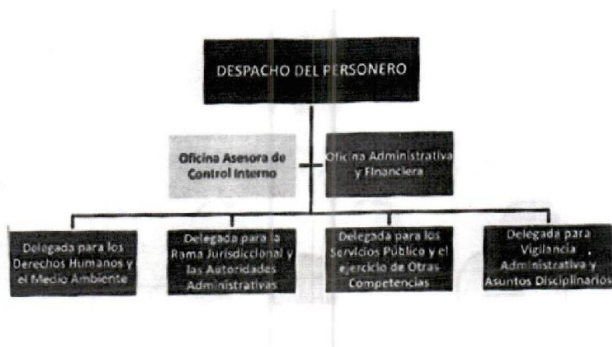 DESPACHO DEL PERSONERO
Oficina Asesora de
Control Interno
Oficina Administrativa
y Financiera
Delegada para los
Derechos Humanos y
el Medio Ambiente
Delegada para la
Rama Jurisdiccional y
las Autoridades
Administrativas
Delegada para los
Servicios Público y el
ejercicio de Otras
Competencias
Delegada para
Vigilancia
Administrativa y
Asuntos Disciplinarios